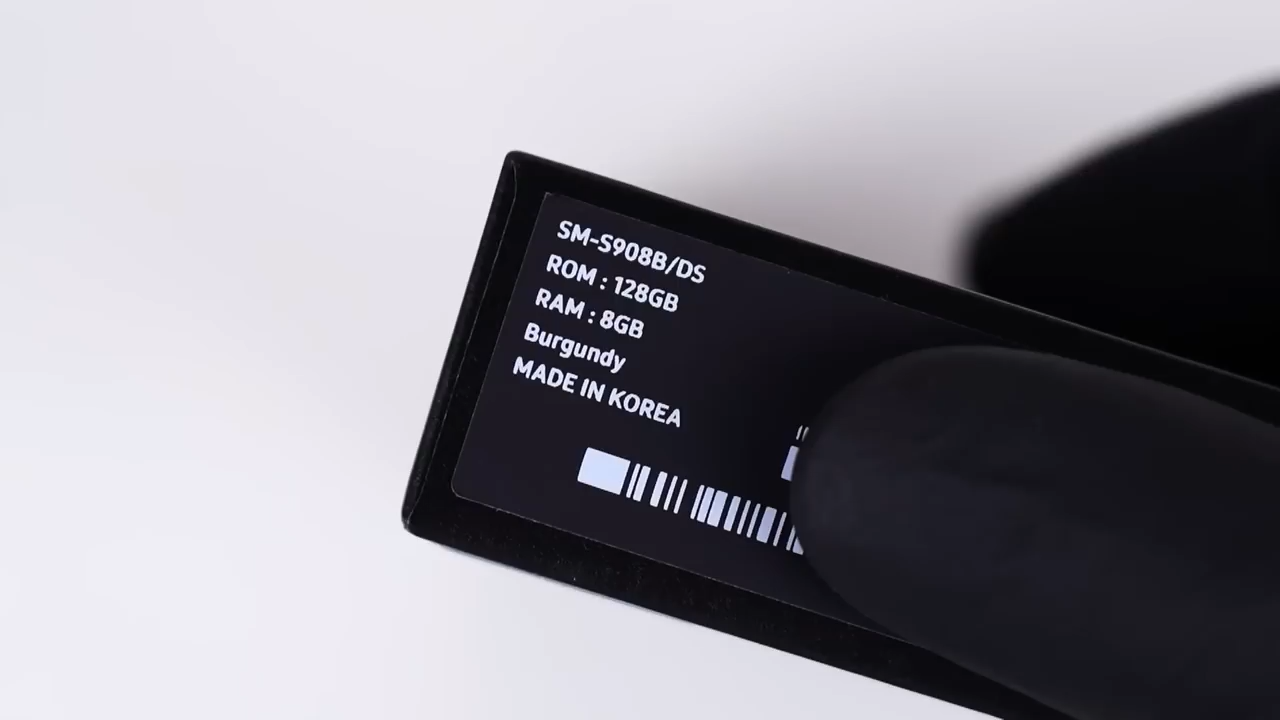 SM-S908B/DS
ROM : 128GB
RAM : 8GB
Burgundy
MADE IN KOREA